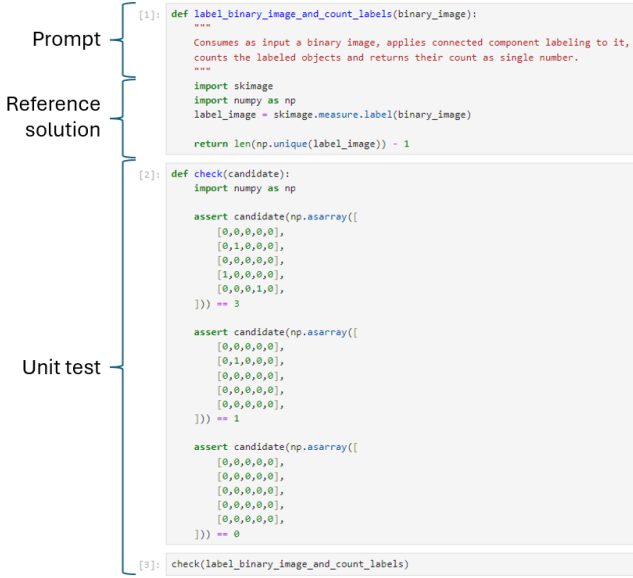 Prompt
[1]: def label_binary_image_and_count_labels(binary_image):
"""
Consumes as input a binary image, applies connected component labeling to it,
counts the labeled objects and returns their count as single number.
"""
Reference
solution
import skimage
import numpy as np
label_image = skimage.measure.label(binary_image)
return len(np.unique(label_image)) - 1
Unit test
[2]: def check(candidate):
import numpy as np
assert candidate(np.asarray([
[0,0,0,0,0],
[0,1,0,0,0],
[0,0,0,0,0],
[1,0,0,0,0],
[0,0,0,1,0],
])) == 3
assert candidate(np.asarray([
[0,0,0,0,0],
[0,1,0,0,0],
[0,0,0,0,0],
[0,0,0,0,0],
[0,0,0,0,0],
])) == 1
assert candidate(np.asarray([
[0,0,0,0,0],
[0,0,0,0,0],
[0,0,0,0,0],
[0,0,0,0,0],
[0,0,0,0,0],
])) == 0
[3]: check(label_binary_image_and_count_labels)